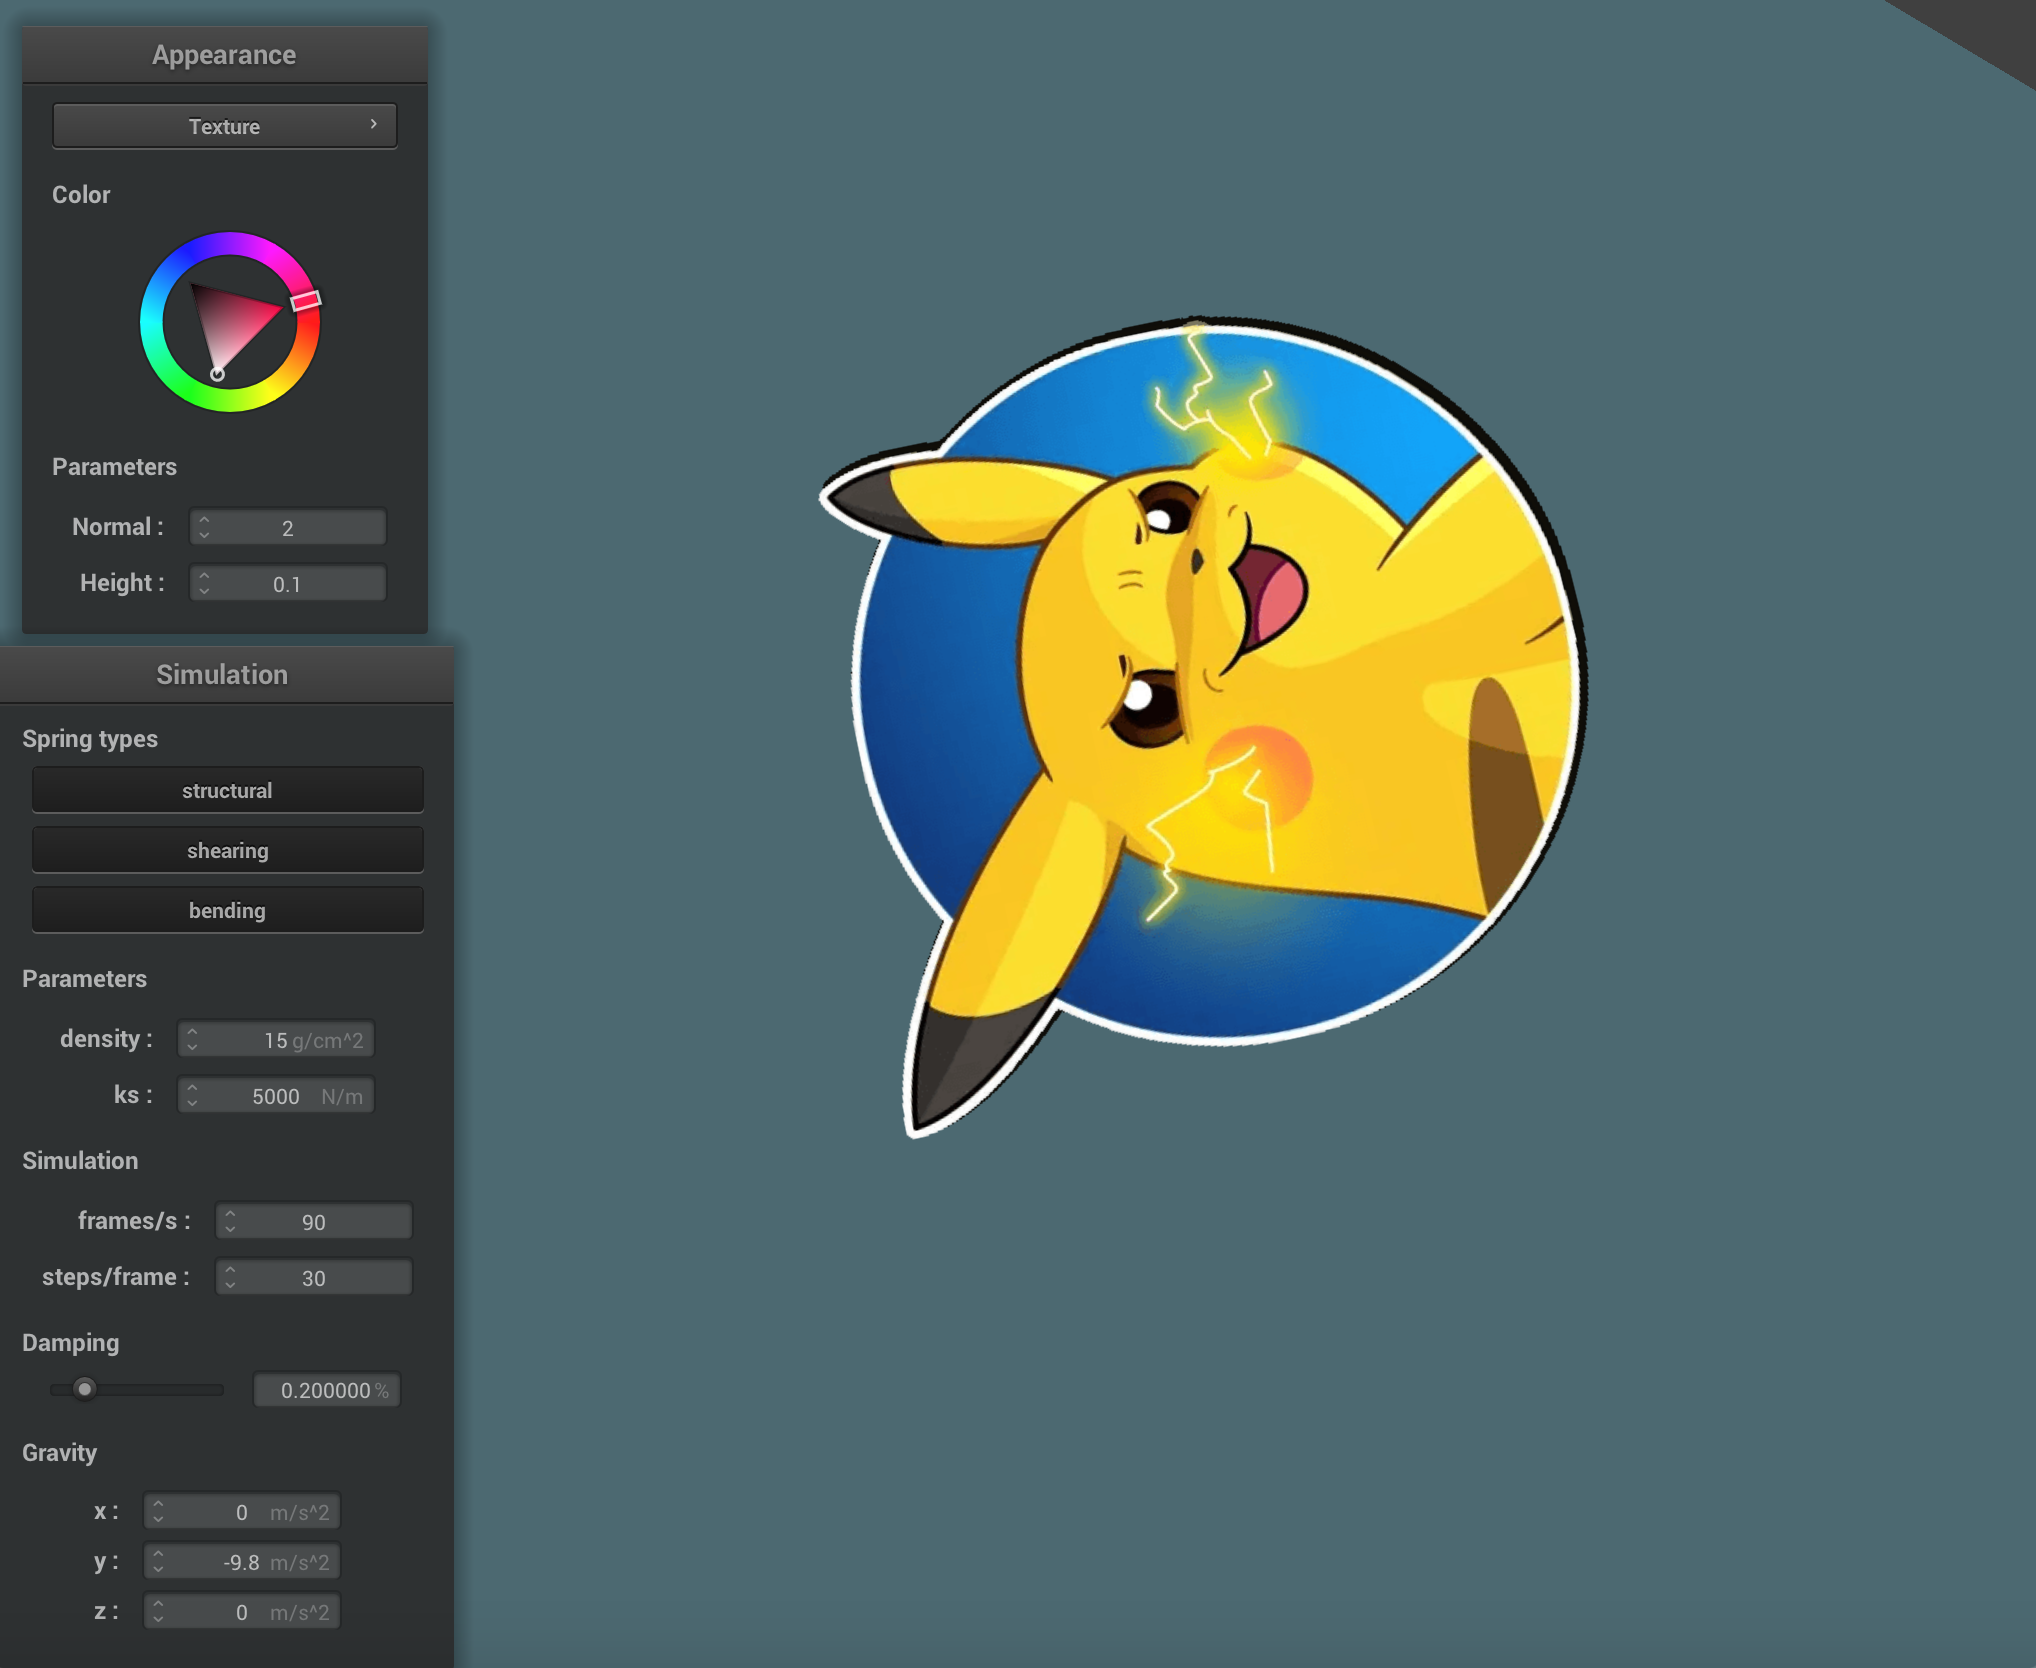 Appearance
Texture
Color
Parameters
Normal : 2
Height : 0.1
Simulation
Spring types
structural
shearing
bending
Parameters
density : 15 g/cm^2
ks : 5000 N/m
Simulation
frames/s : 90
steps/frame : 30
Damping
0.200000 %
Gravity
x : 0 m/s^2
y : -9.8 m/s^2
z : 0 m/s^2